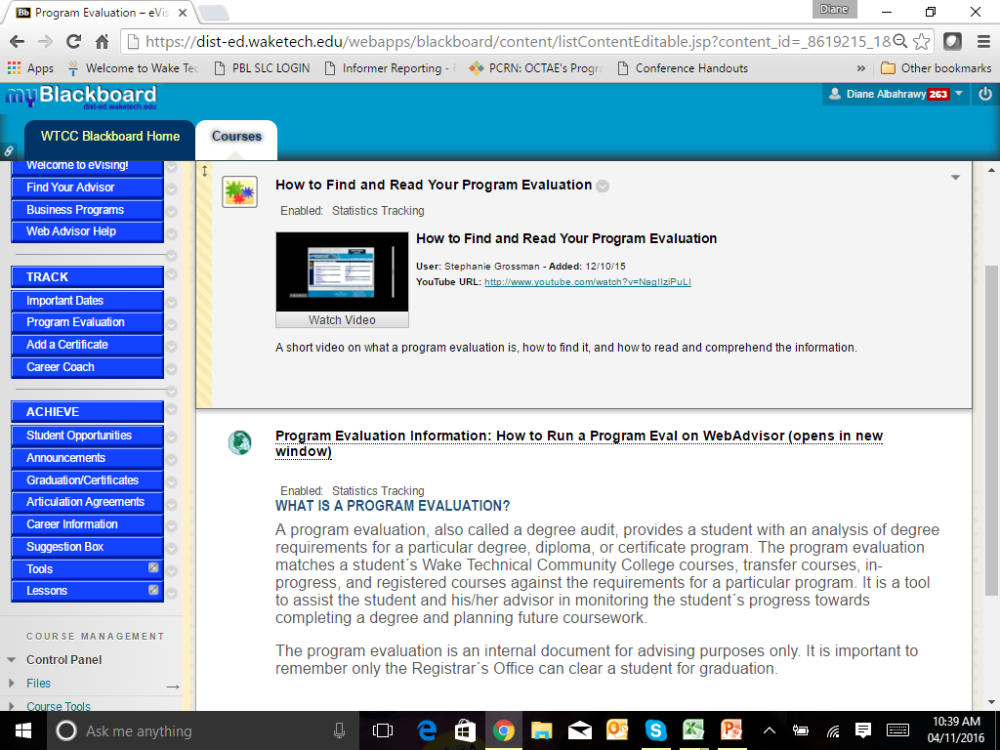 Program Evaluation – eVis
Diane
https://dist-ed.waketech.edu/webapps/blackboard/content/listContentEditable.jsp?content_id=_8619215_18
Apps Welcome to Wake Tec PBL SLC LOGIN Informer Reporting - PCRN: OCTAE's Progra Conference Handouts » Other bookmarks
myBlackboard
dist-ed.waketech.edu
Diane Albahrawy 263
WTCC Blackboard Home Courses
Welcome to eVising!
Find Your Advisor
Business Programs
Web Advisor Help
TRACK
Important Dates
Program Evaluation
Add a Certificate
Career Coach
ACHIEVE
Student Opportunities
Announcements
Graduation/Certificates
Articulation Agreements
Career Information
Suggestion Box
Tools
Lessons
COURSE MANAGEMENT
Control Panel
Files
Course Tools
How to Find and Read Your Program Evaluation
Enabled: Statistics Tracking
How to Find and Read Your Program Evaluation
User: Stephanie Grossman - Added: 12/10/15
YouTube URL: 
Watch Video
A short video on what a program evaluation is, how to find it, and how to read and comprehend the information.
Program Evaluation Information: How to Run a Program Eval on WebAdvisor (opens in new
window)
Enabled: Statistics Tracking
WHAT IS A PROGRAM EVALUATION?
A program evaluation, also called a degree audit, provides a student with an analysis of degree
requirements for a particular degree, diploma, or certificate program. The program evaluation
matches a student´s Wake Technical Community College courses, transfer courses, in-
progress, and registered courses against the requirements for a particular program. It is a tool
to assist the student and his/her advisor in monitoring the student´s progress towards
completing a degree and planning future coursework.
The program evaluation is an internal document for advising purposes only. It is important to
remember only the Registrar´s Office can clear a student for graduation.
Ask me anything
10:39 AM
04/11/2016